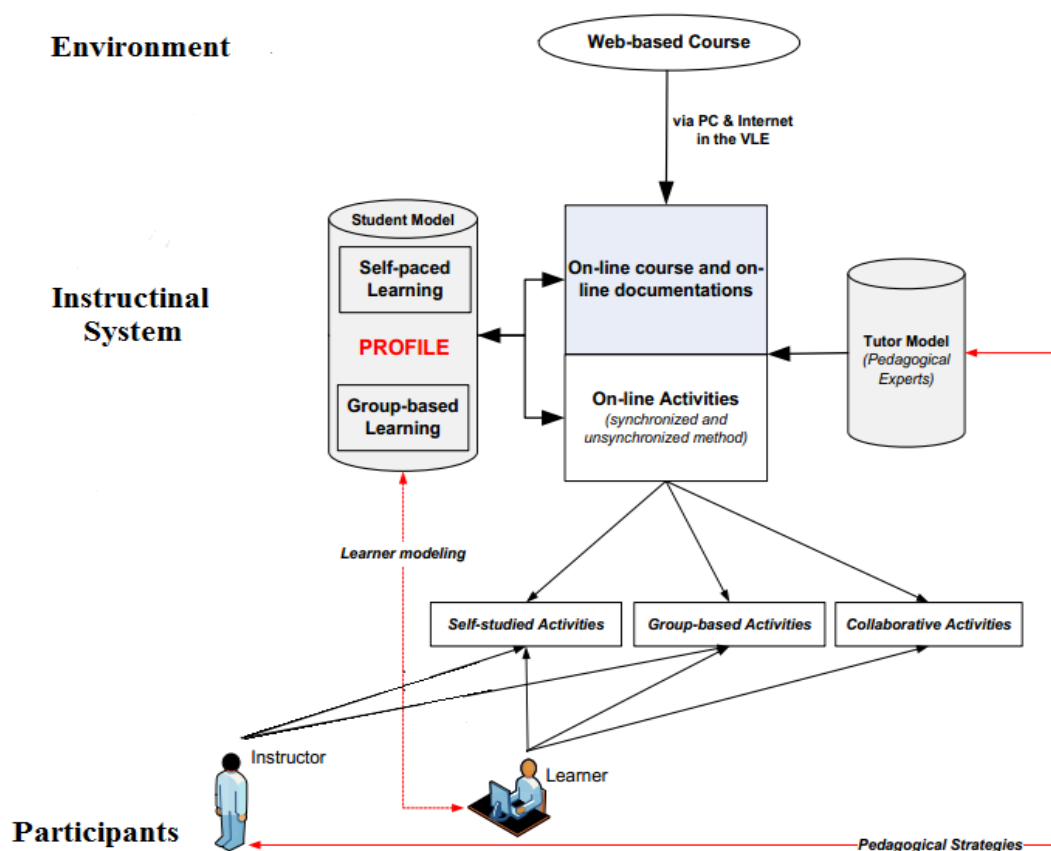 Environment
Web-based Course
via PC & Internet
in the VLE
Student Model
Self-paced
Learning
PROFILE
Group-based
Learning
Instructinal
System
On-line course and on-
line documentations
On-line Activities
(synchronized and
unsynchronized method)
Tutor Model
(Pedagogical
Experts)
Learner modeling
Self-studied Activities
Group-based Activities
Collaborative Activities
Instructor
Learner
Participants
Pedagogical Strategies